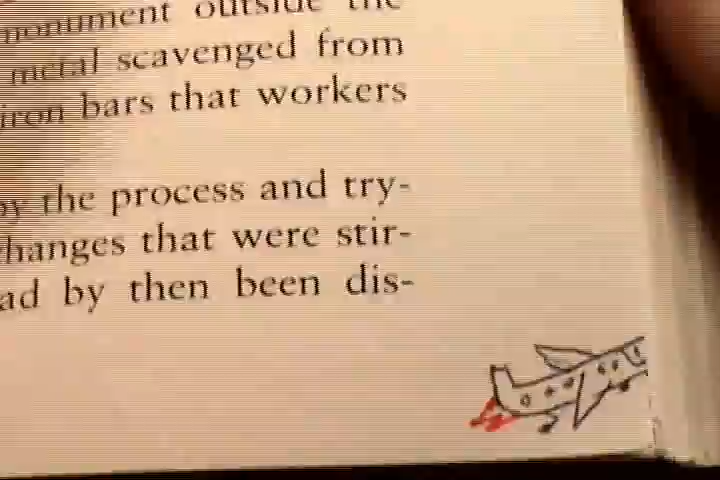 monument outside the
metal scavenged from
iron bars that workers
by the process and try-
changes that were stir-
ad by then been dis-